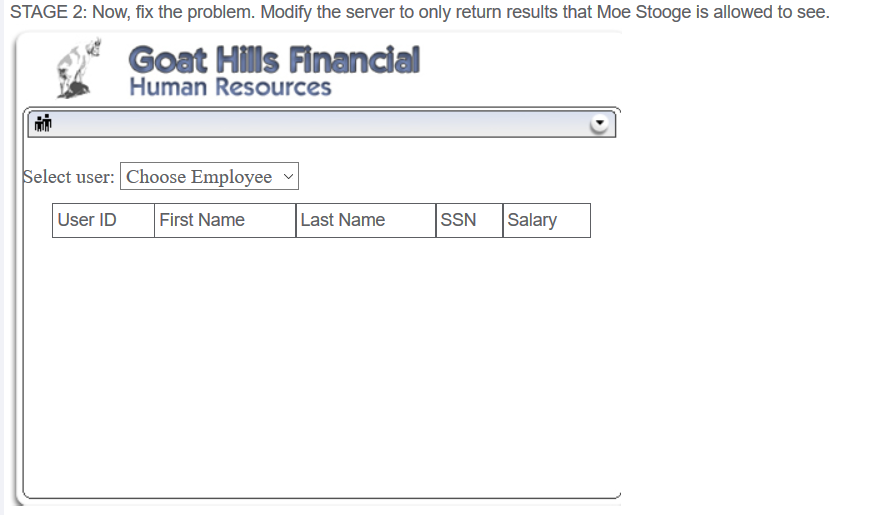 STAGE 2: Now, fix the problem. Modify the server to only return results that Moe Stooge is allowed to see.
Goat Hills Financial
Human Resources
Select user: Choose Employee
User ID First Name Last Name SSN Salary